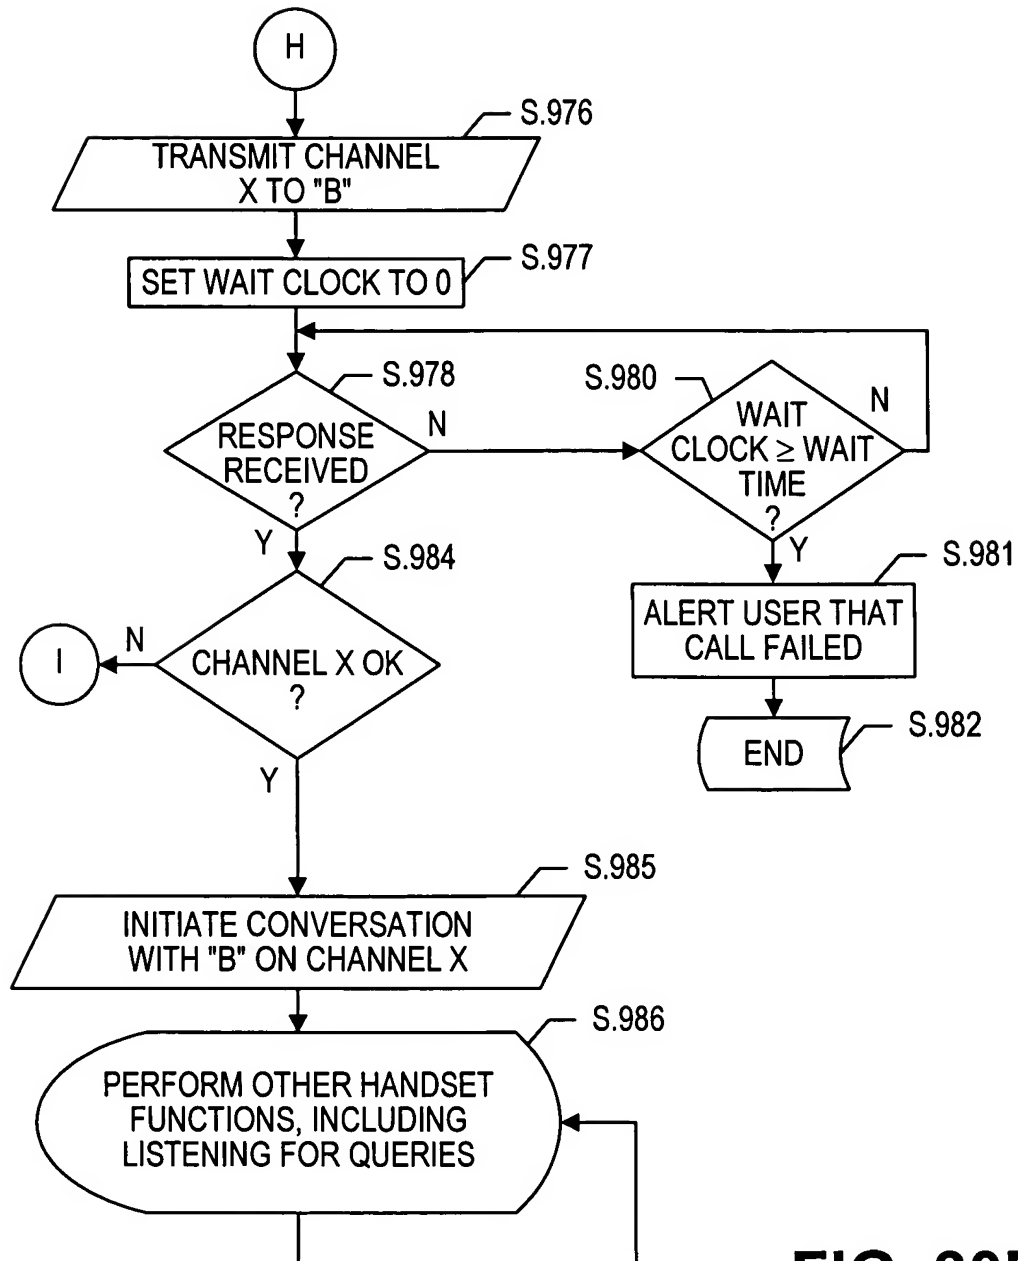 H
S.976
TRANSMIT CHANNEL
X TO "B"
S.977
SET WAIT CLOCK TO 0
S.978
RESPONSE
RECEIVED
?
N
S.980
WAIT
CLOCK ≥ WAIT
TIME
?
N
Y
Y
S.984
S.981
ALERT USER THAT
CALL FAILED
I
N
CHANNEL X OK
?
S.982
END
Y
S.985
INITIATE CONVERSATION
WITH "B" ON CHANNEL X
S.986
PERFORM OTHER HANDSET
FUNCTIONS, INCLUDING
LISTENING FOR QUERIES